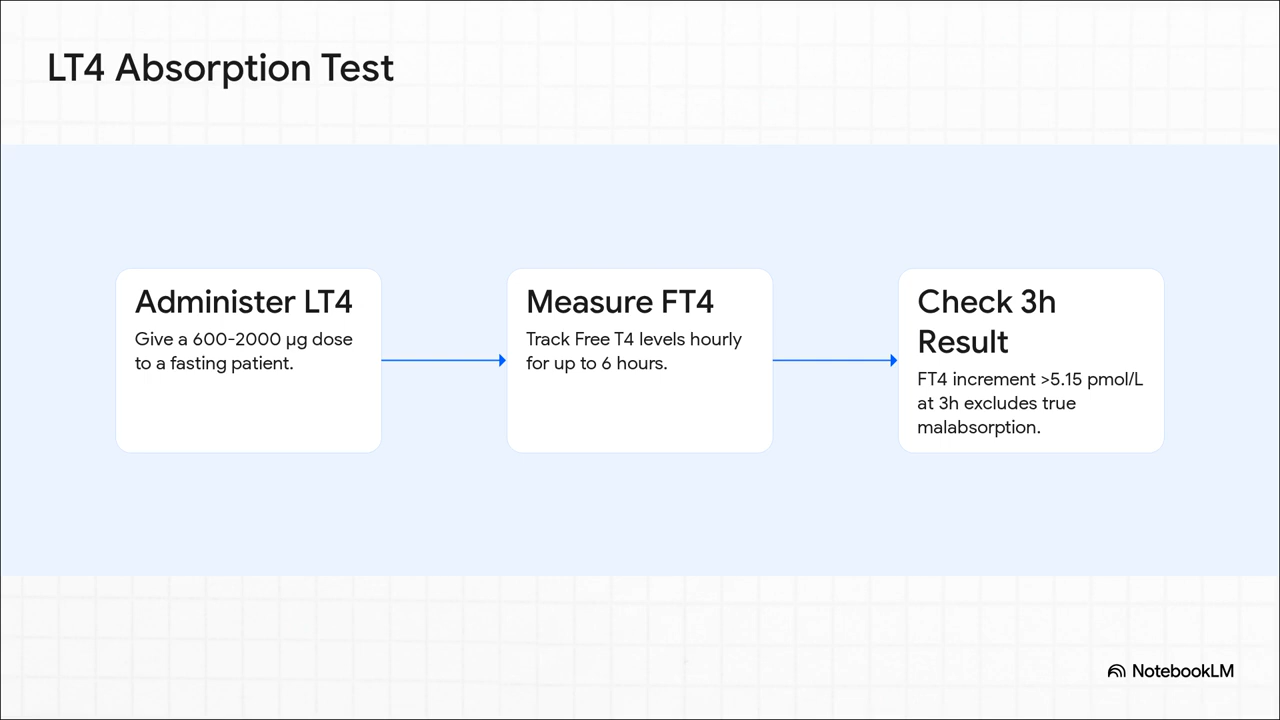 LT4 Absorption Test
Administer LT4
Give a 600-2000 µg dose
to a fasting patient.
Measure FT4
Track Free T4 levels hourly
for up to 6 hours.
Check 3h
Result
FT4 increment >5.15 pmol/L
at 3h excludes true
malabsorption.
NotebookLM